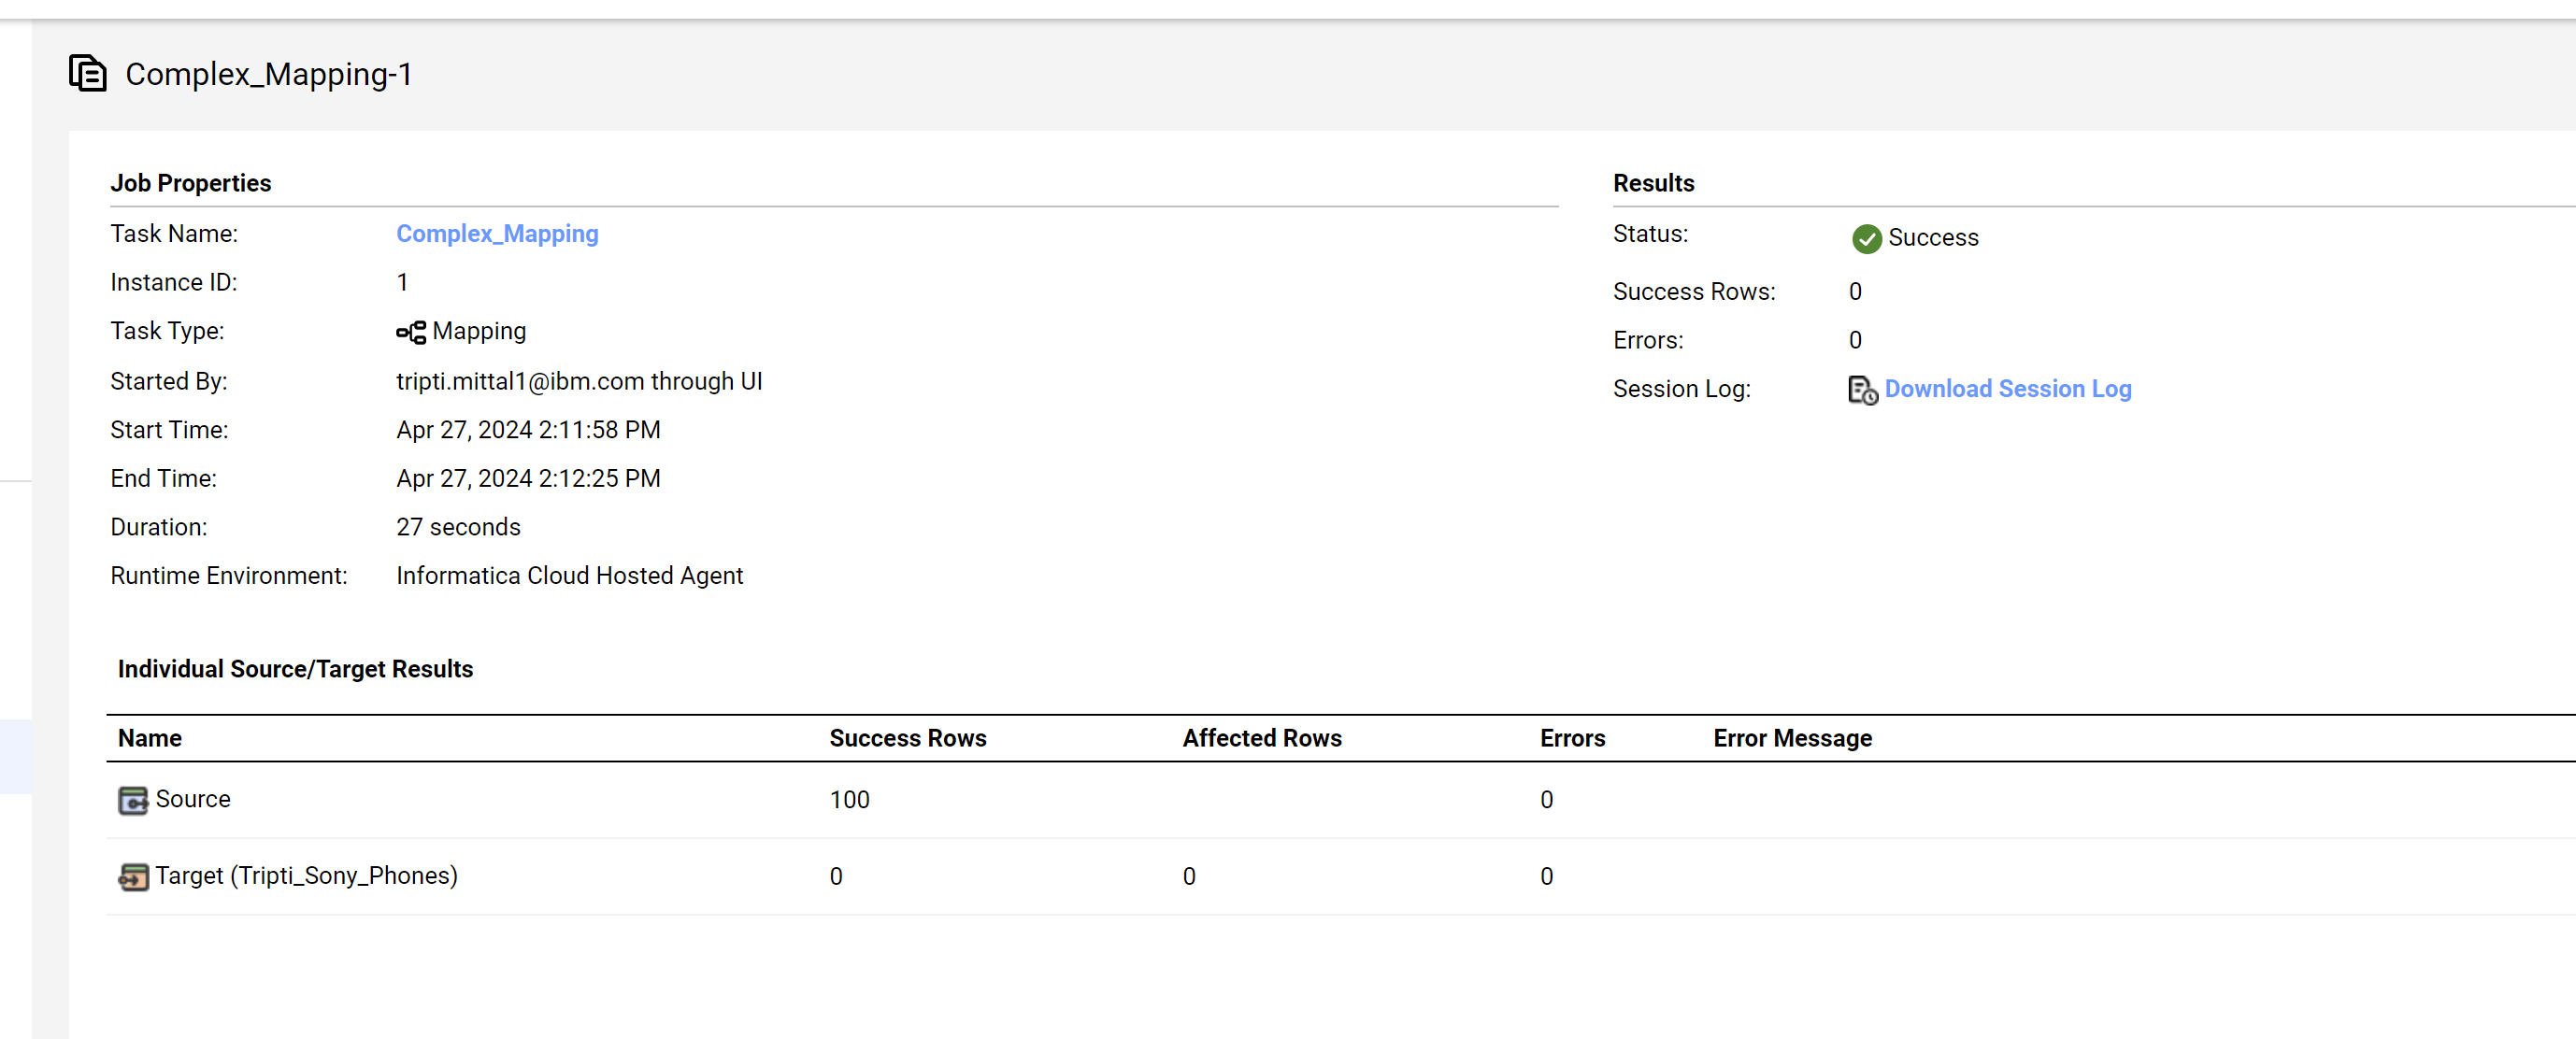 Complex_Mapping-1
Job Properties
Task Name: Complex_Mapping
Instance ID: 1
Task Type: Mapping
Started By: tripti.mittal1@ibm.com through UI
Start Time: Apr 27, 2024 2:11:58 PM
End Time: Apr 27, 2024 2:12:25 PM
Duration: 27 seconds
Runtime Environment: Informatica Cloud Hosted Agent
Results
Status: Success
Success Rows: 0
Errors: 0
Session Log: Download Session Log
Individual Source/Target Results
Name Success Rows Affected Rows Errors Error Message
Source 100 0
Target (Tripti_Sony_Phones) 0 0 0